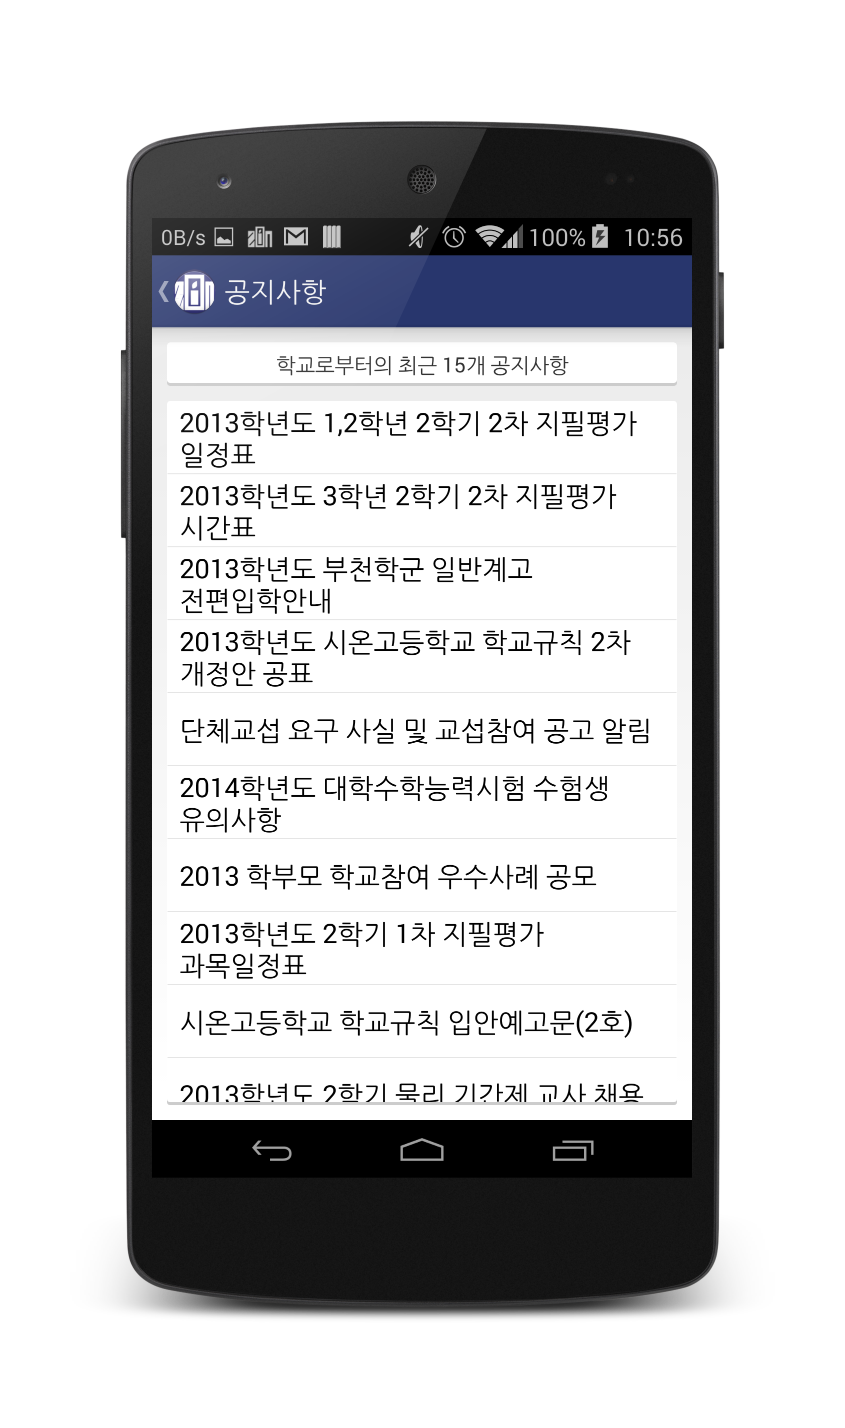 0B/s 100% 10:56
공지사항
학교로부터의 최근 15개 공지사항
2013학년도 1,2학년 2학기 2차 지필평가
일정표
2013학년도 3학년 2학기 2차 지필평가
시간표
2013학년도 부천학군 일반계고
전편입학안내
2013학년도 시온고등학교 학교규칙 2차
개정안 공표
단체교섭 요구 사실 및 교섭참여 공고 알림
2014학년도 대학수학능력시험 수험생
유의사항
2013 학부모 학교참여 우수사례 공모
2013학년도 2학기 1차 지필평가
과목일정표
시온고등학교 학교규칙 입안예고문(2호)
2013학년도 2학기 물리 기간제 교사 채용